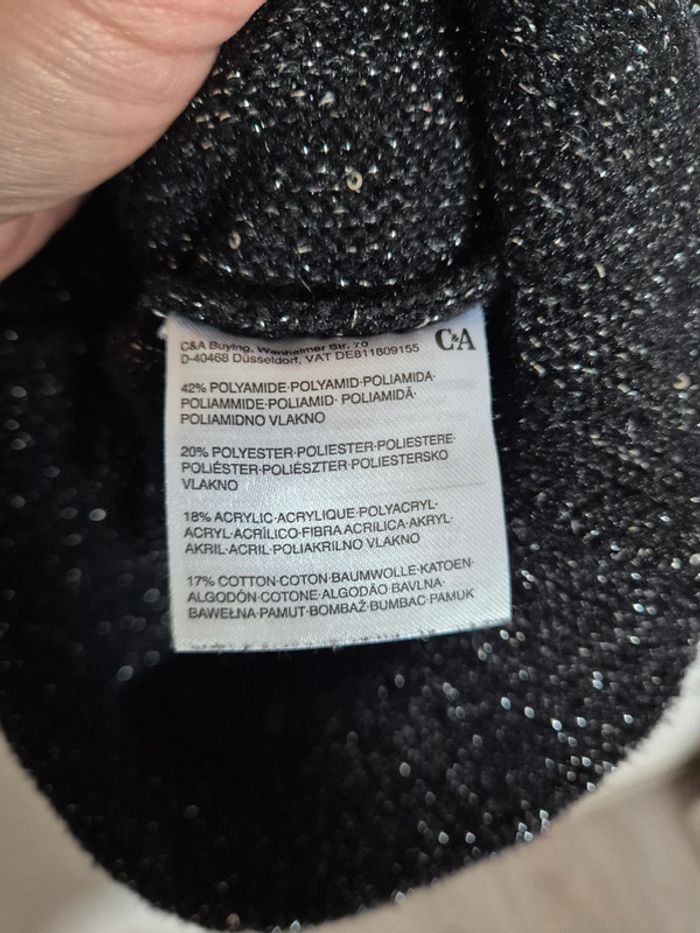 C&A Buying, Wanheimer Str. 70
D-40468 Düsseldorf, VAT DE811809155
C&A
42% POLYAMIDE·POLYAMID·POLIAMIDA·
POLIAMMIDE·POLIAMID· POLIAMIDĂ·
POLIAMIDNO VLAKNO
20% POLYESTER·POLIESTER·POLIESTERE·
POLIÉSTER·POLIÉSZTER·POLIESTERSKO
VLAKNO
18% ACRYLIC·ACRYLIQUE·POLYACRYL·
ACRYL·ACRÍLICO·FIBRA ACRILICA·AKRYL·
AKRIL·ACRIL·POLIAKRILNO VLAKNO
17% COTTON·COTON·BAUMWOLLE·KATOEN·
ALGODÓN·COTONE·ALGODÃO·BAVLNA·
BAWEŁNA·PAMUT·BOMBAŽ·BUMBAC·PAMUK